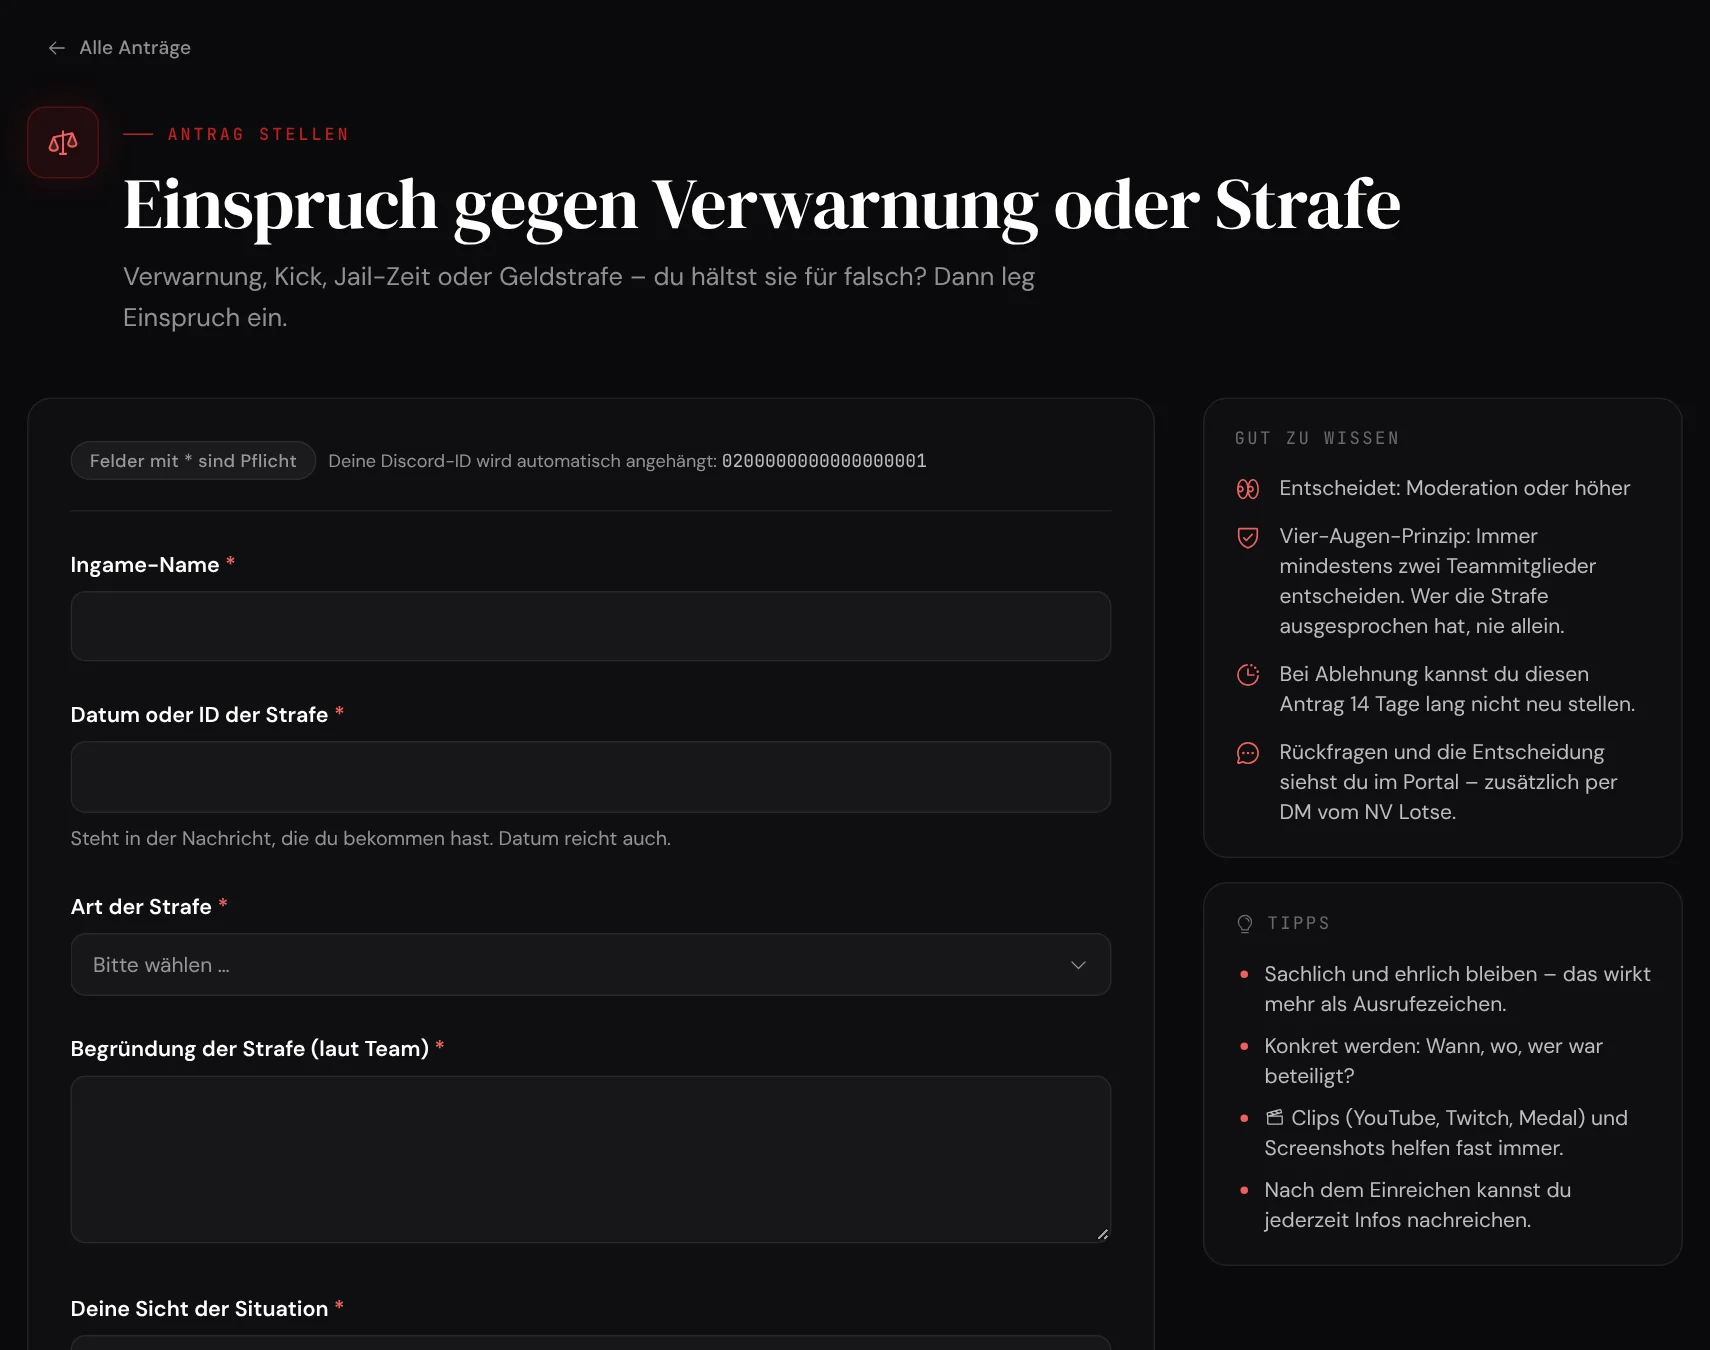 Alle Anträge
ANTRAG STELLEN
Einspruch gegen Verwarnung oder Strafe
Verwarnung, Kick, Jail-Zeit oder Geldstrafe – du hältst sie für falsch? Dann leg
Einspruch ein.
Felder mit * sind Pflicht Deine Discord-ID wird automatisch angehängt: 0200000000000000001
Ingame-Name *
Datum oder ID der Strafe *
Steht in der Nachricht, die du bekommen hast. Datum reicht auch.
Art der Strafe *
Bitte wählen …
Begründung der Strafe (laut Team) *
Deine Sicht der Situation *
GUT ZU WISSEN
Entscheidet: Moderation oder höher
Vier-Augen-Prinzip: Immer
mindestens zwei Teammitglieder
entscheiden. Wer die Strafe
ausgesprochen hat, nie allein.
Bei Ablehnung kannst du diesen
Antrag 14 Tage lang nicht neu stellen.
Rückfragen und die Entscheidung
siehst du im Portal – zusätzlich per
DM vom NV Lotse.
TIPPS
Sachlich und ehrlich bleiben – das wirkt
mehr als Ausrufezeichen.
Konkret werden: Wann, wo, wer war
beteiligt?
Clips (YouTube, Twitch, Medal) und
Screenshots helfen fast immer.
Nach dem Einreichen kannst du
jederzeit Infos nachreichen.